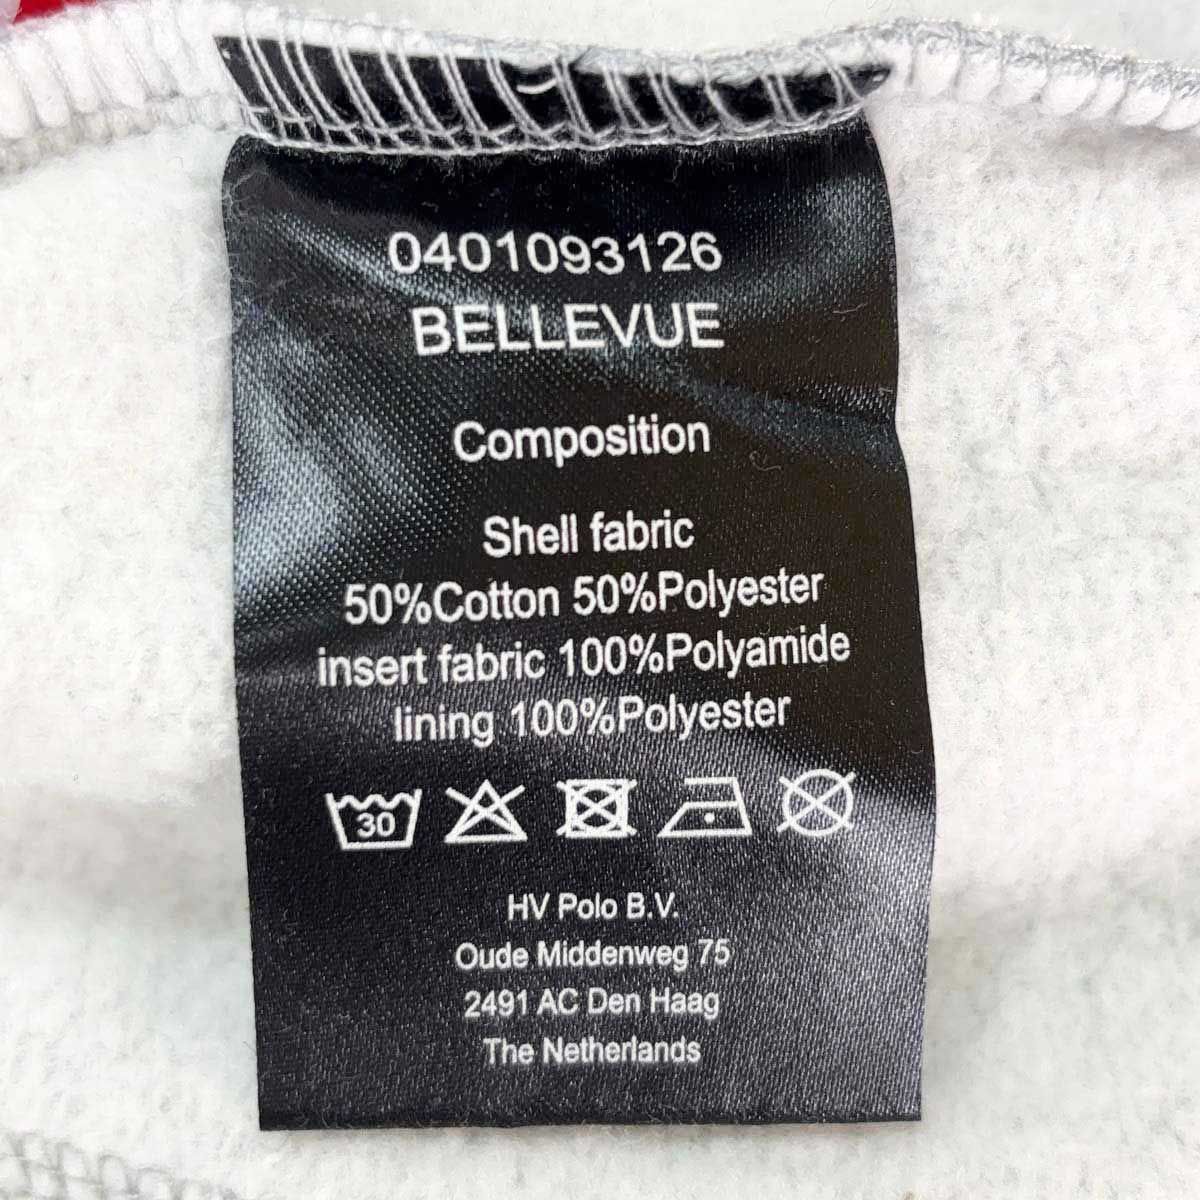 0401093126
BELLEVUE
Composition
Shell fabric
50%Cotton 50%Polyester
insert fabric 100%Polyamide
lining 100%Polyester
30
HV Polo B.V.
Oude Middenweg 75
2491 AC Den Haag
The Netherlands